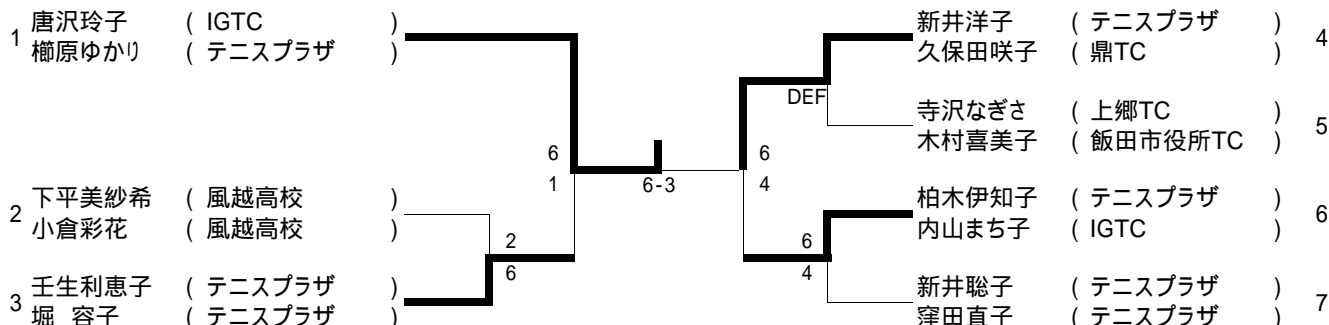 1 唐沢玲子 ( IGTC )
櫛原ゆかり ( テニスプラザ )
2 下平美紗希 ( 風越高校 )
小倉彩花 ( 風越高校 )
3 壬生利恵子 ( テニスプラザ )
堀 容子 ( テニスプラザ )
6
1
2
6
6-3
新井洋子 ( テニスプラザ ) 4
久保田咲子 ( 鼎TC )
DEF
寺沢なぎさ ( 上郷TC ) 5
木村喜美子 ( 飯田市役所TC )
6
4
柏木伊知子 ( テニスプラザ ) 6
内山まち子 ( IGTC )
6
4
新井聡子 ( テニスプラザ ) 7
窪田直子 ( テニスプラザ )